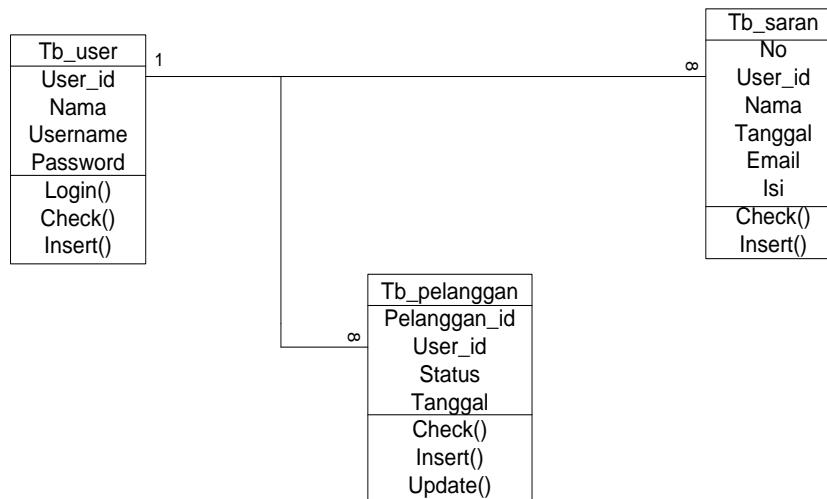 Tb_user
User_id
Nama
Username
Password
Login()
Check()
Insert()
1
∞
Tb_saran
No
User_id
Nama
Tanggal
Email
Isi
Check()
Insert()
∞
Tb_pelanggan
Pelanggan_id
User_id
Status
Tanggal
Check()
Insert()
Update()